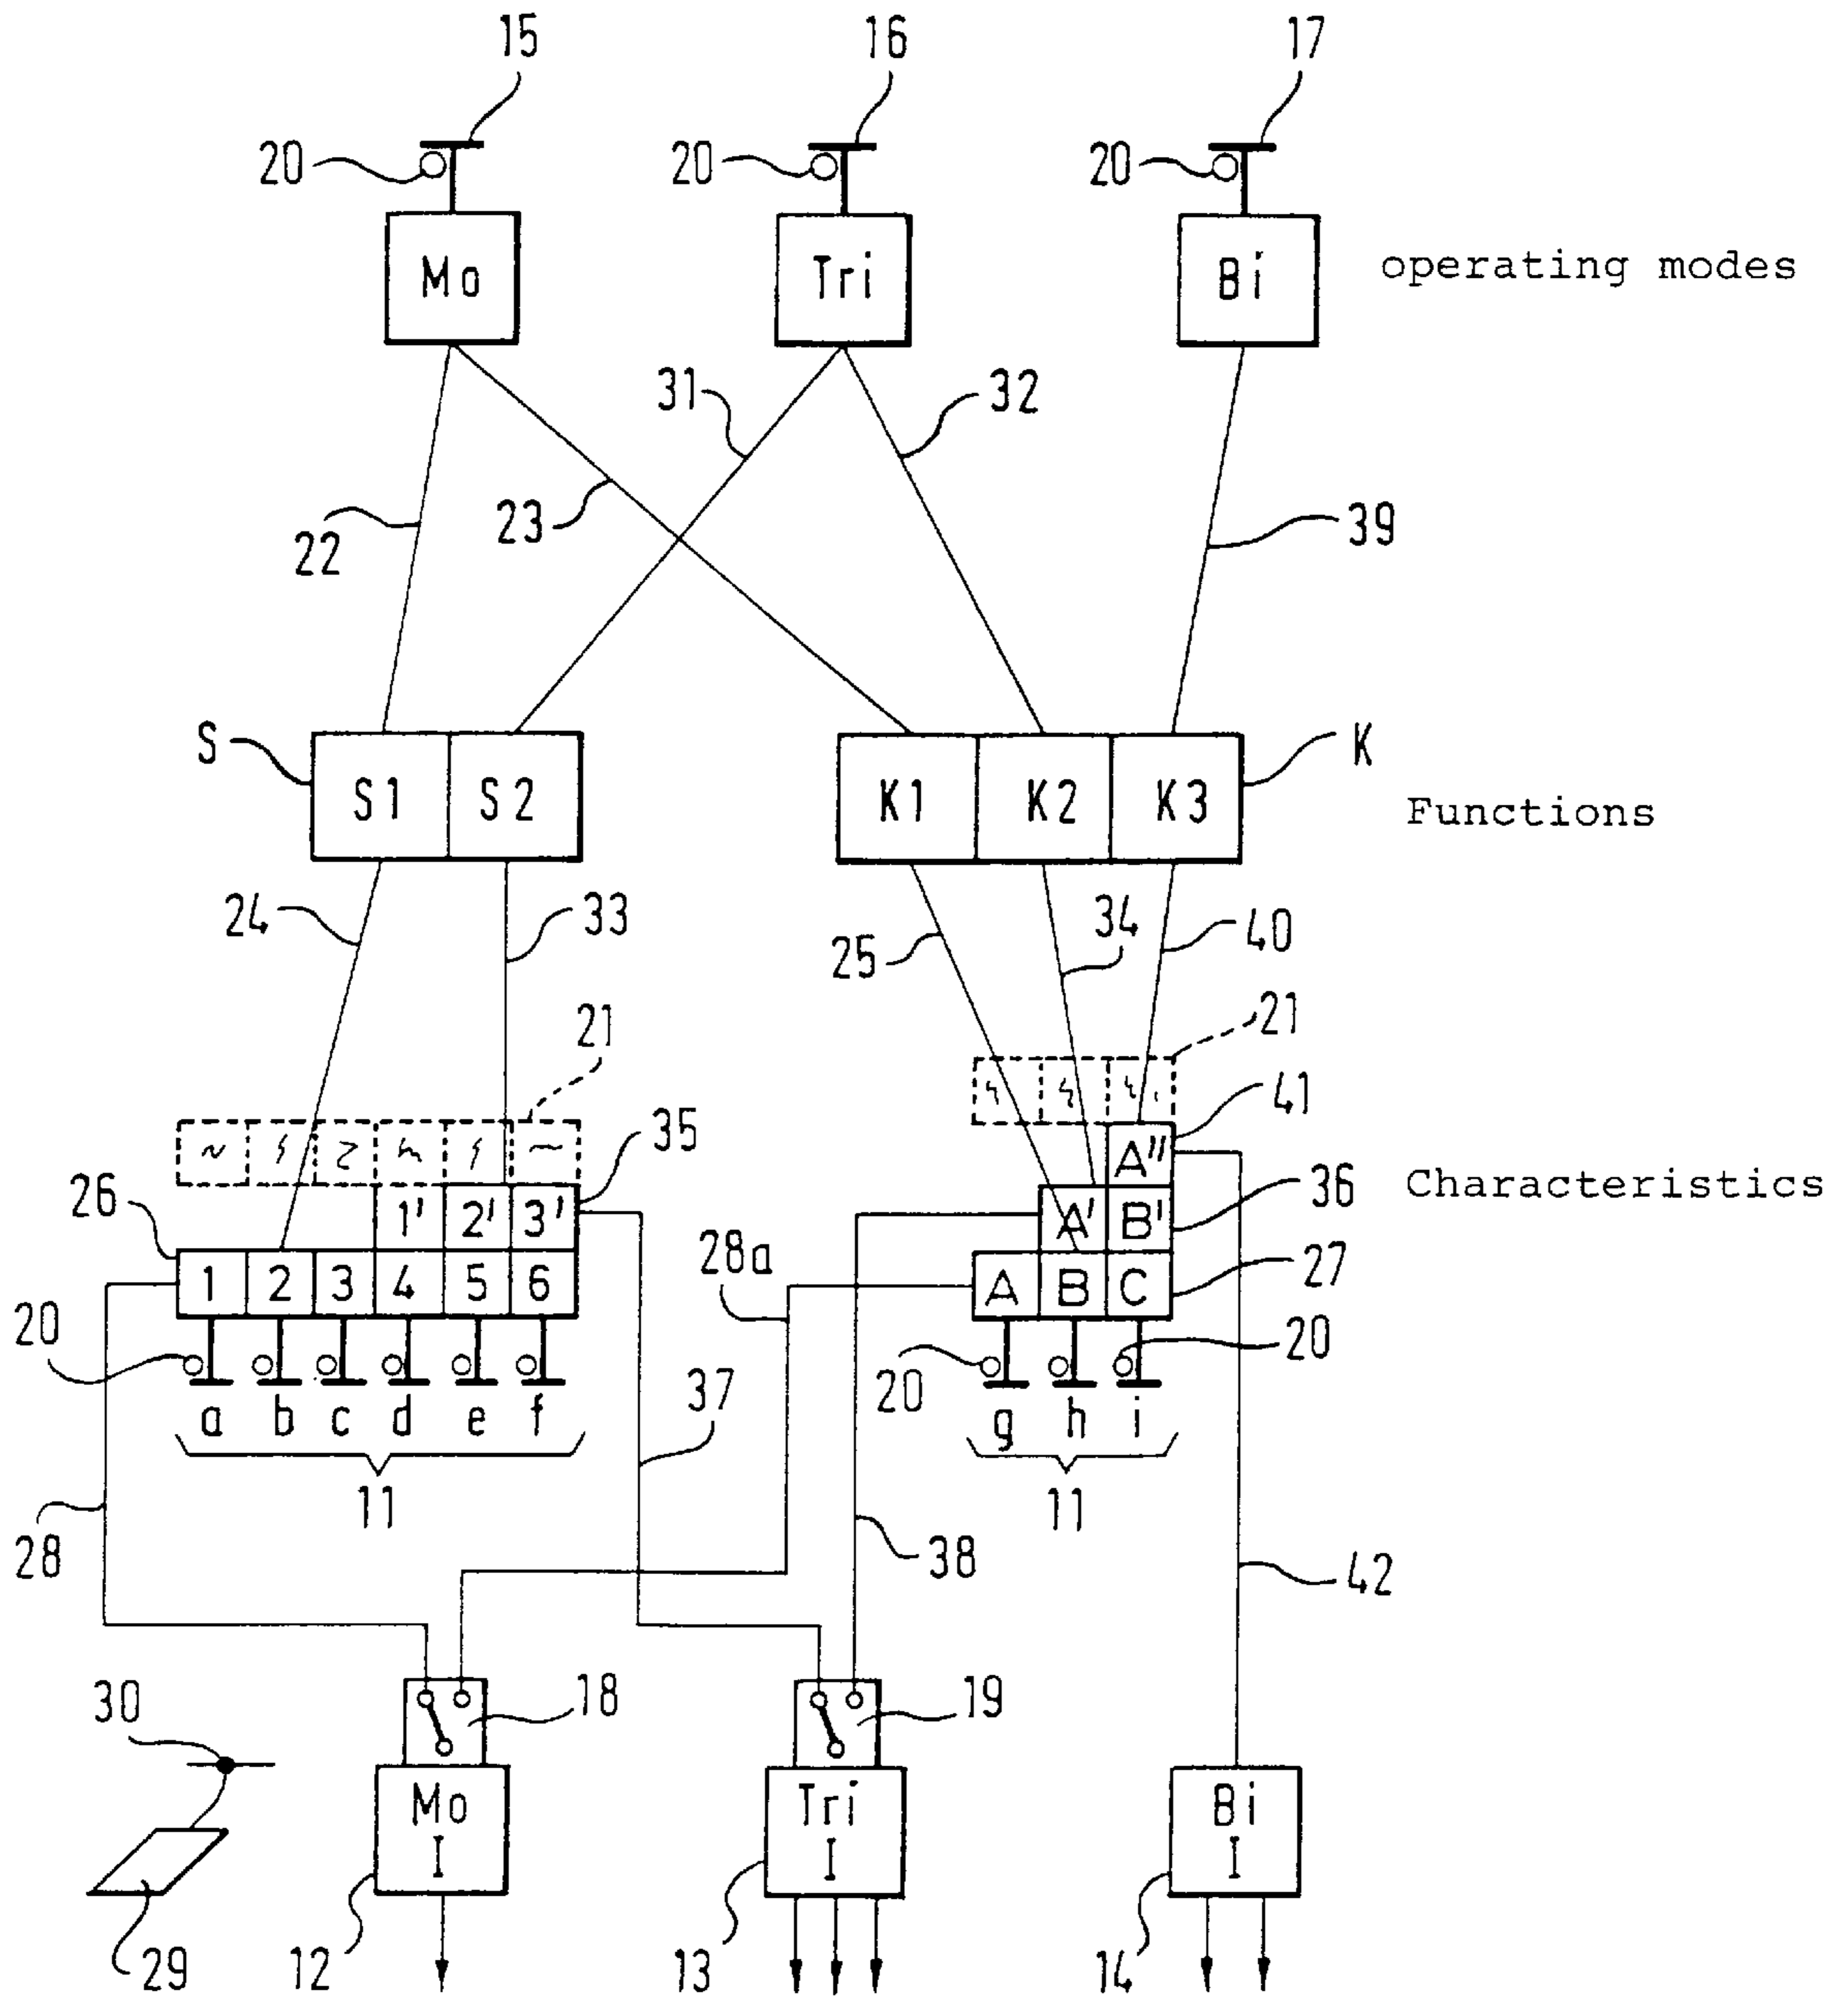 15 16 17
20 20 20
Mo Tri Bi operating modes
31 32
22 23 39
S K
S1 S2 K1 K2 K3 Functions
24 33 25 34 40
21 21
35 41
26 A" Characteristics
1' 2' 3' A' B' 36
28a
1 2 3 4 5 6 A B C 27
20 20 20
a b c d e f 37 g h i
11 11
28 38 42
30 18 19
Mo Tri Bi
I I I
29 12 13 14